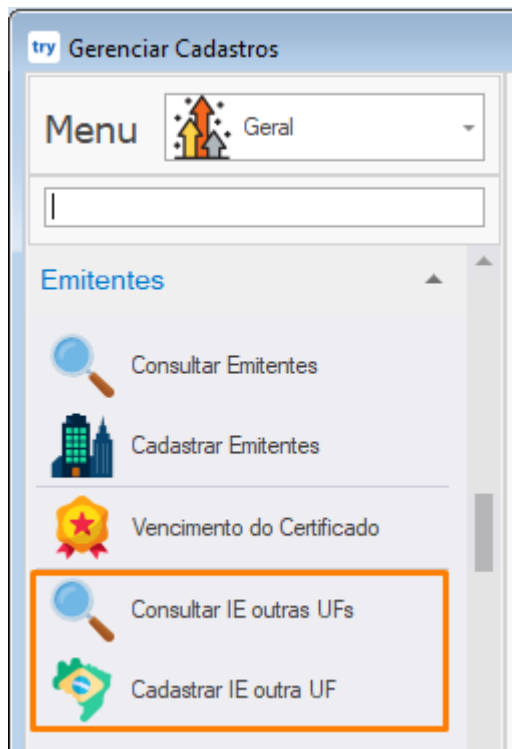 try Gerenciar Cadastros
Menu Geral
Emitentes
Consultar Emitentes
Cadastrar Emitentes
Vencimento do Certificado
Consultar IE outras UFs
Cadastrar IE outra UF